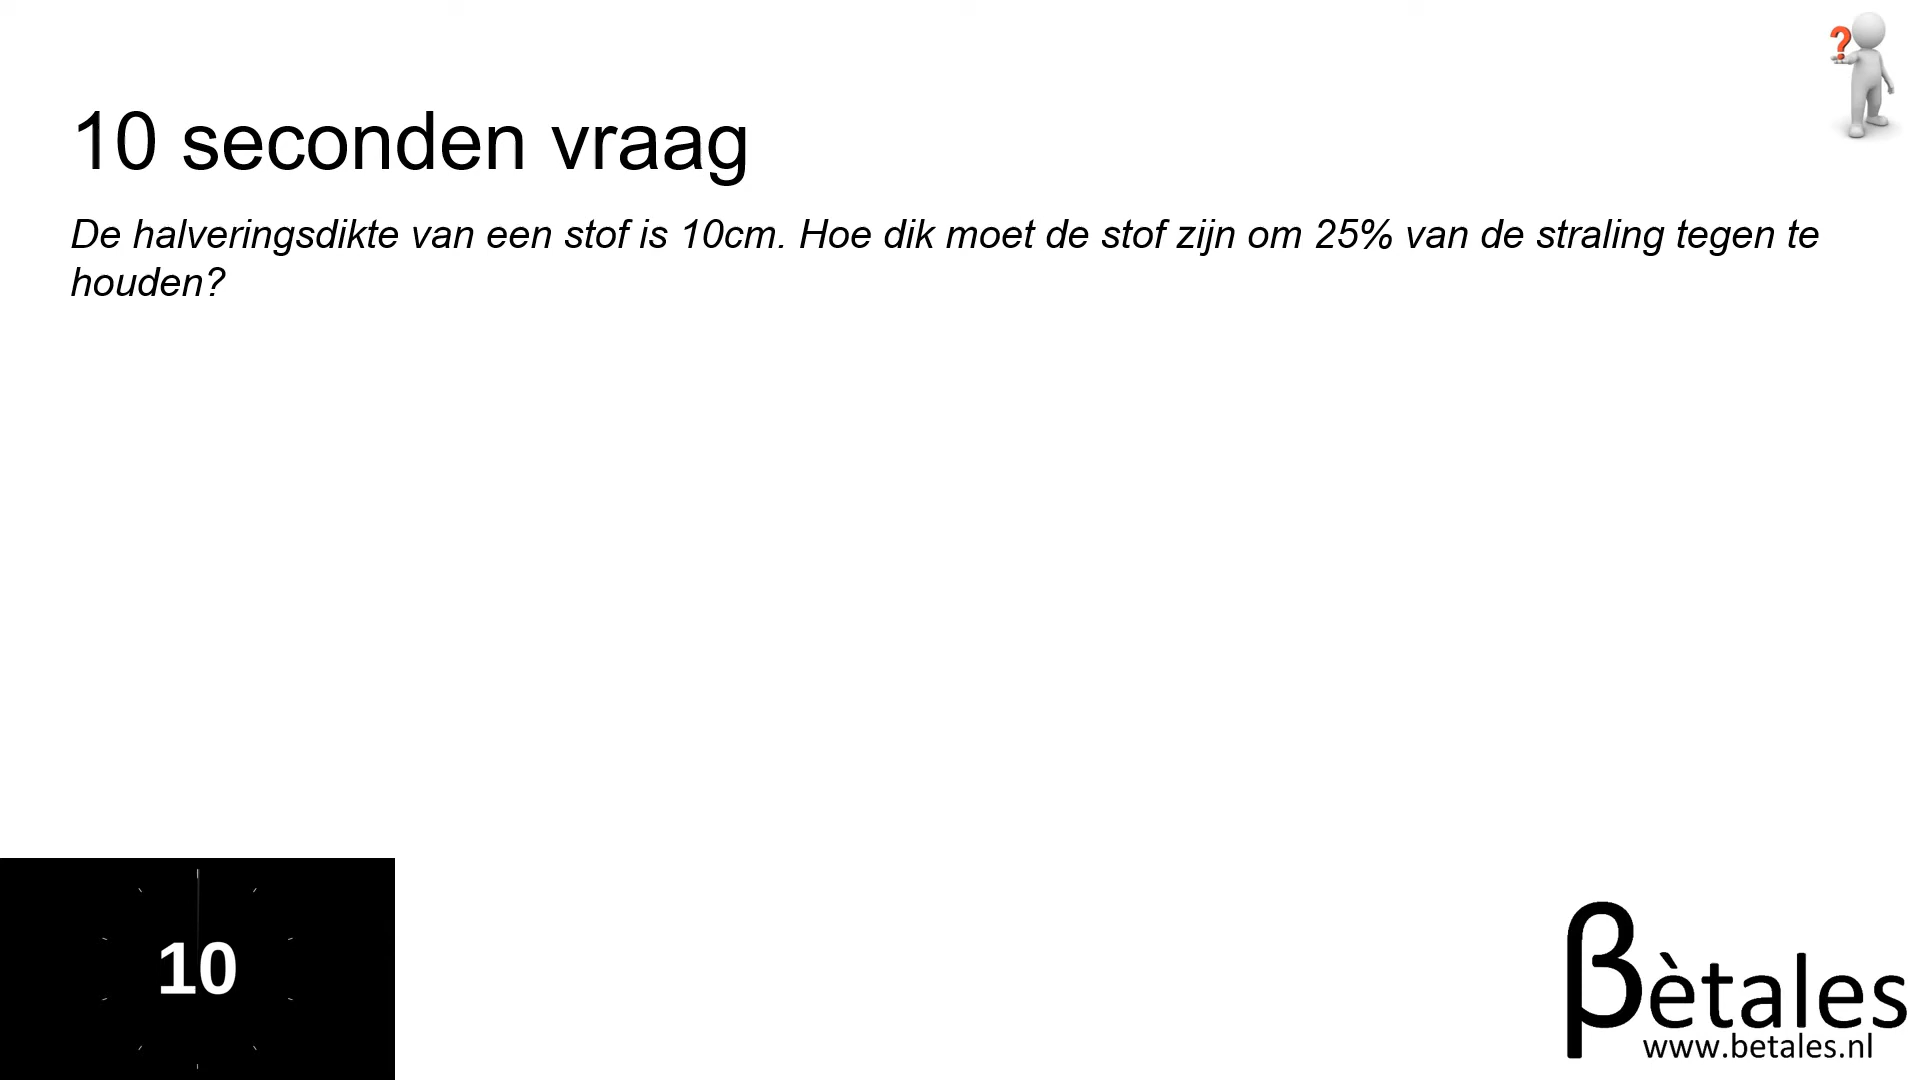 10 seconden vraag
De halveringsdikte van een stof is 10cm. Hoe dik moet de stof zijn om 25% van de straling tegen te
houden?
?
10
βètales
www.betales.nl